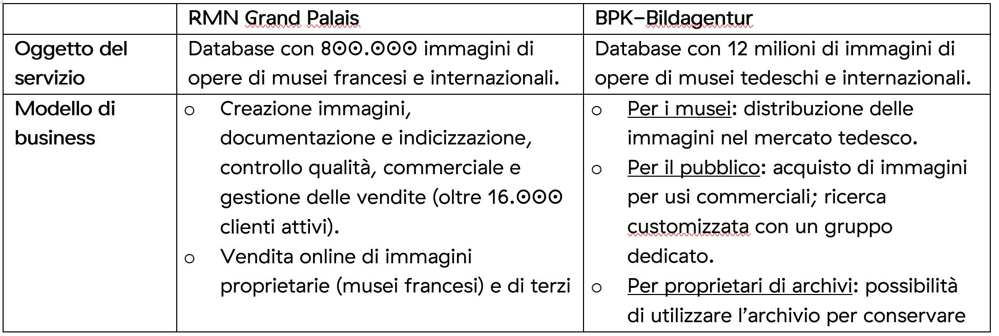 RMN Grand Palais
BPK–Bildagentur
Oggetto del
servizio
Database con 800.000 immagini di
opere di musei francesi e internazionali.
Database con 12 milioni di immagini di
opere di musei tedeschi e internazionali.
Modello di
business
o Creazione immagini,
documentazione e indicizzazione,
controllo qualità, commerciale e
gestione delle vendite (oltre 16.000
clienti attivi).
o Vendita online di immagini
proprietarie (musei francesi) e di terzi
o Per i musei: distribuzione delle
immagini nel mercato tedesco.
o Per il pubblico: acquisto di immagini
per usi commerciali; ricerca
customizzata con un gruppo
dedicato.
o Per proprietari di archivi: possibilità
di utilizzare l’archivio per conservare